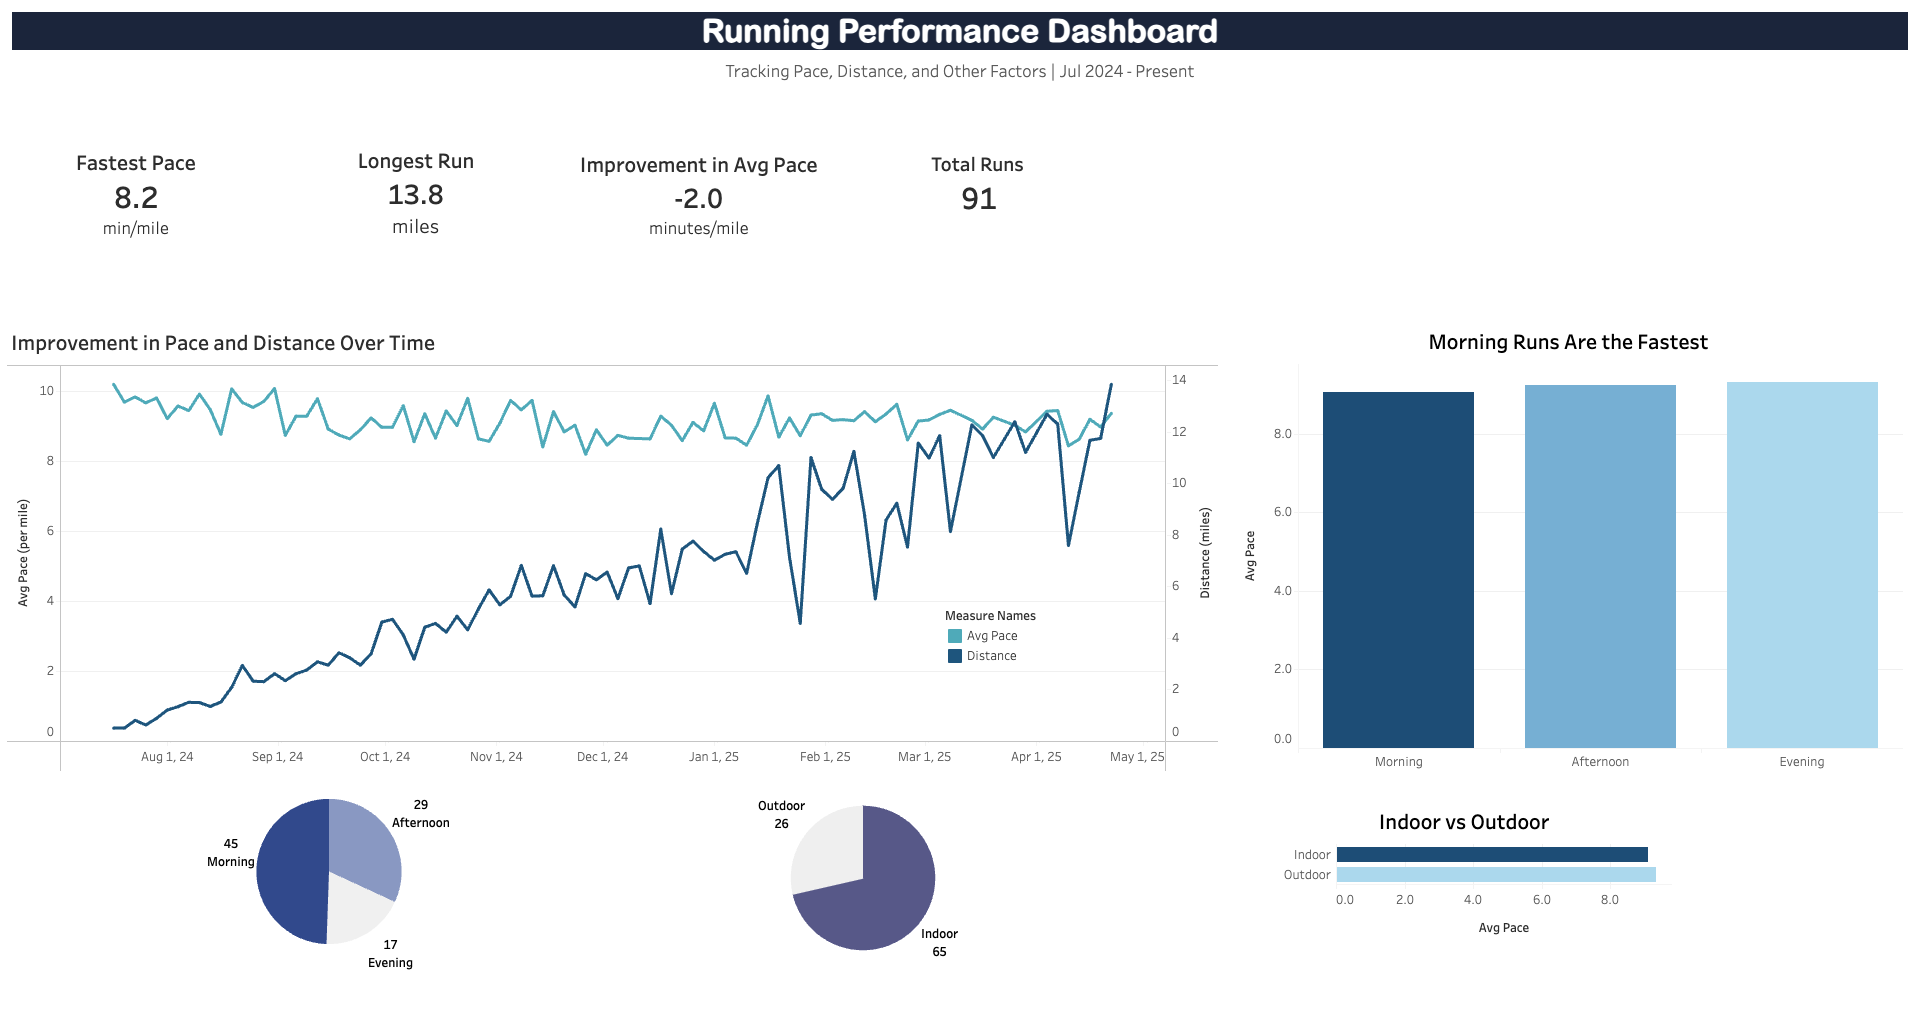 Running Performance Dashboard
Tracking Pace, Distance, and Other Factors | Jul 2024 - Present
Fastest Pace
8.2
min/mile
Longest Run
13.8
miles
Improvement in Avg Pace
-2.0
minutes/mile
Total Runs
91
Improvement in Pace and Distance Over Time
Avg Pace (per mile)
10
8
6
4
2
0
14
12
10
8
6
4
2
0
Distance (miles)
Measure Names
Avg Pace
Distance
Aug 1, 24
Sep 1, 24
Oct 1, 24
Nov 1, 24
Dec 1, 24
Jan 1, 25
Feb 1, 25
Mar 1, 25
Apr 1, 25
May 1, 25
Morning Runs Are the Fastest
Avg Pace
8.0
6.0
4.0
2.0
0.0
Morning
Afternoon
Evening
29
Afternoon
45
Morning
17
Evening
Outdoor
26
Indoor
65
Indoor vs Outdoor
Indoor
Outdoor
0.0
2.0
4.0
6.0
8.0
Avg Pace